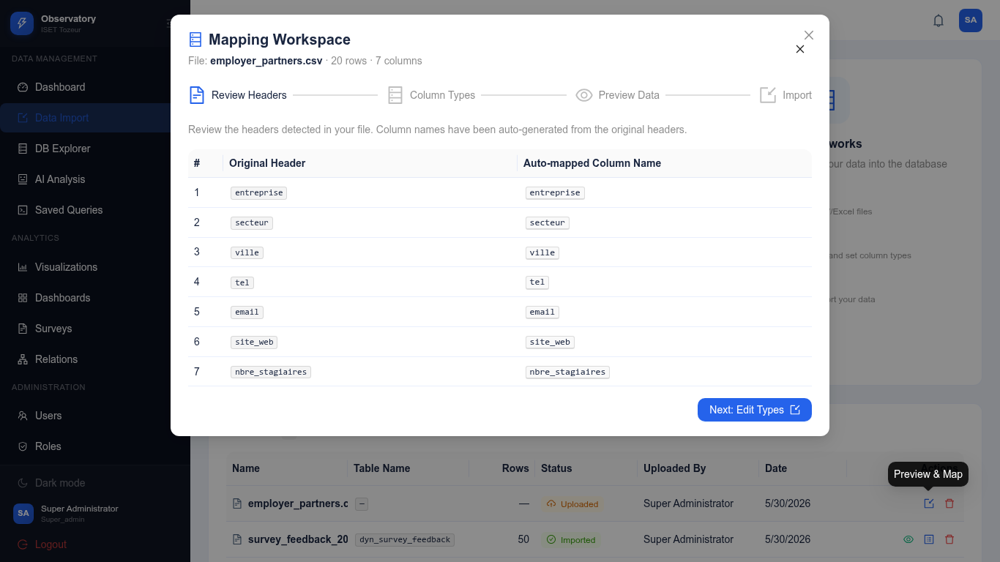 Observatory
ISET Tozeur
DATA MANAGEMENT
Dashboard
Data Import
DB Explorer
AI Analysis
Saved Queries
ANALYTICS
Visualizations
Dashboards
Surveys
Relations
ADMINISTRATION
Users
Roles
Dark mode
SA
Super Administrator
Super_admin
Logout
SA
Mapping Workspace
File: employer_partners.csv · 20 rows · 7 columns
Review Headers
Column Types
Preview Data
Import
Review the headers detected in your file. Column names have been auto-generated from the original headers.
# Original Header Auto-mapped Column Name
1 entreprise entreprise
2 secteur secteur
3 ville ville
4 tel tel
5 email email
6 site_web site_web
7 nbre_stagiaires nbre_stagiaires
Next: Edit Types
works
our data into the database
/Excel files
and set column types
rt your data
Name Table Name Rows Status Uploaded By Date
Preview & Map
employer_partners.c — — Uploaded Super Administrator 5/30/2026
survey_feedback_20 dyn_survey_feedback 50 Imported Super Administrator 5/30/2026